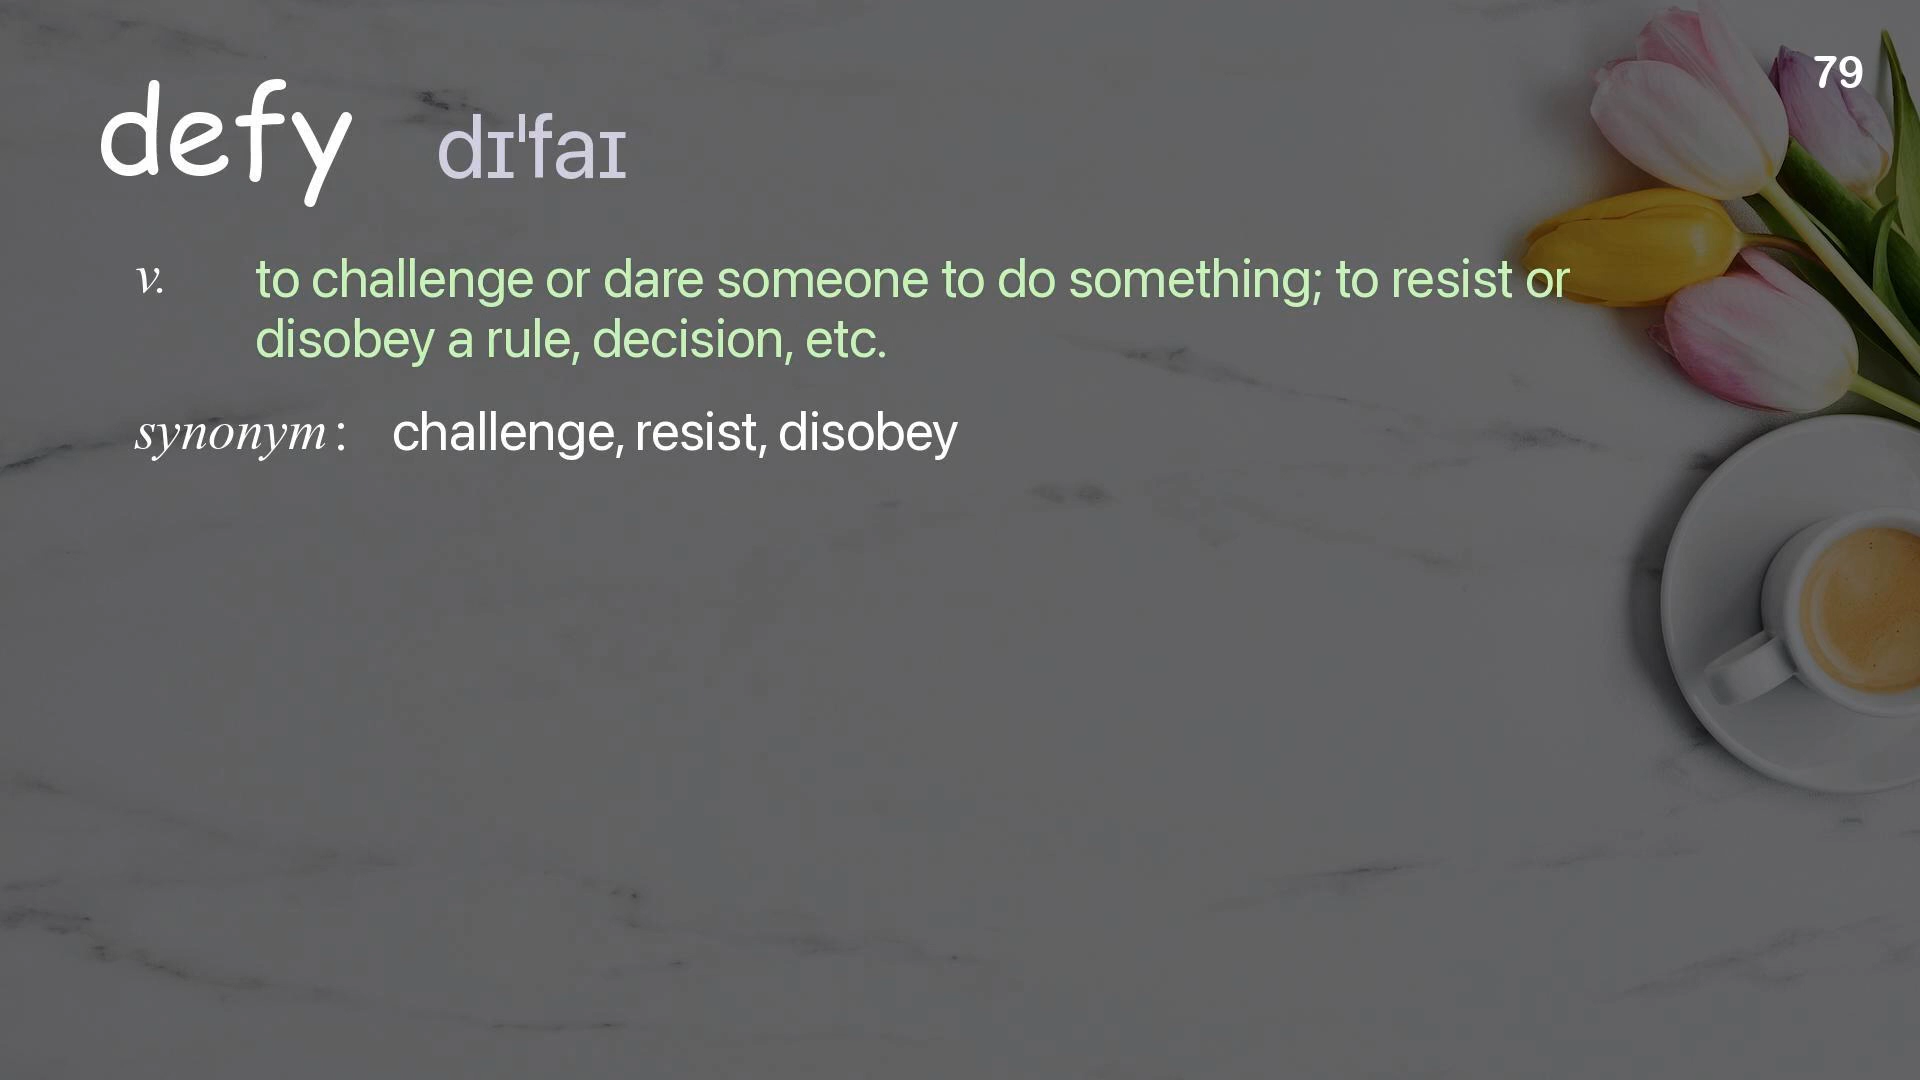 79
defy dɪˈfaɪ
v. to challenge or dare someone to do something; to resist or
disobey a rule, decision, etc.
synonym : challenge, resist, disobey